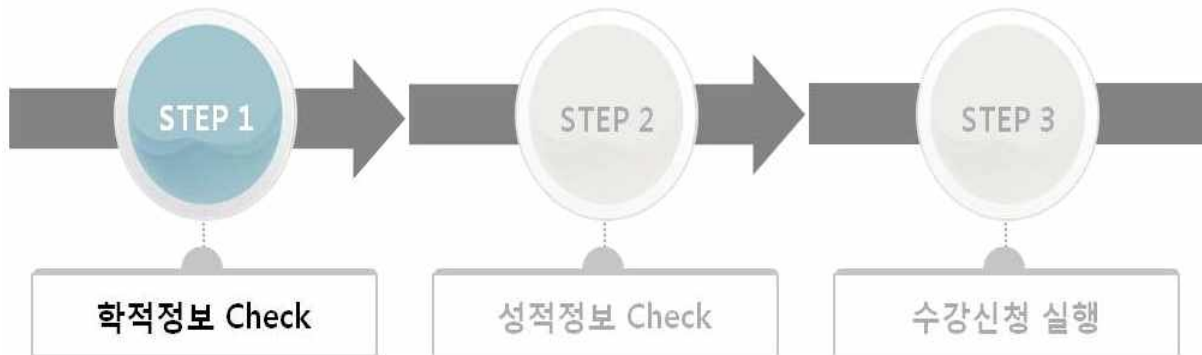 STEP 1
STEP 2
STEP 3
학적정보 Check
성적정보 Check
수강신청 실행